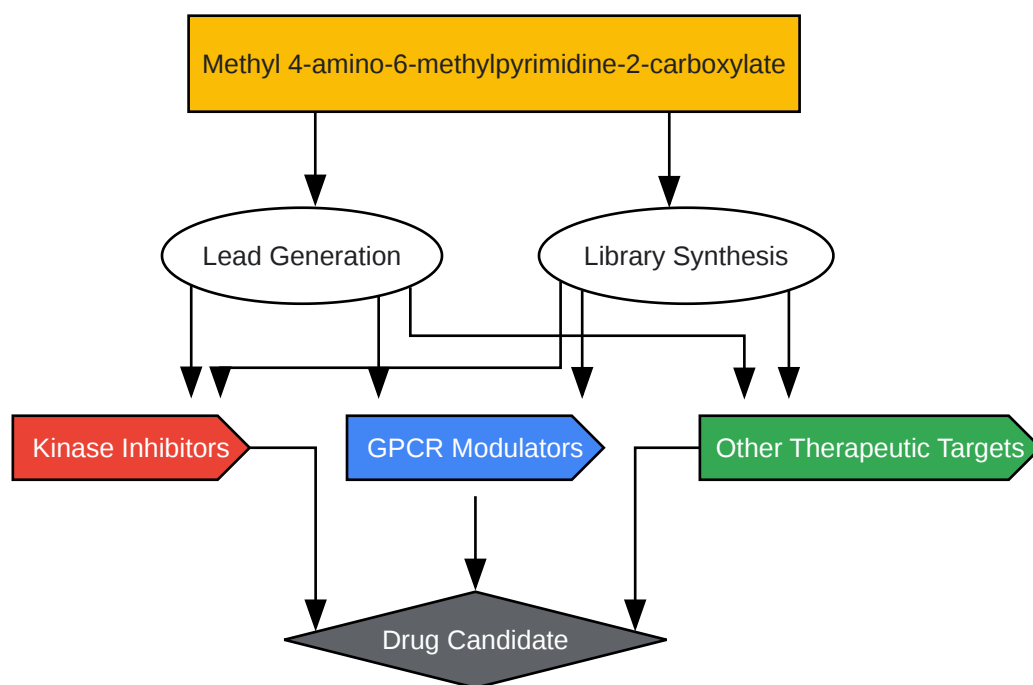 Methyl 4-amino-6-methylpyrimidine-2-carboxylate
Lead Generation
Library Synthesis
Kinase Inhibitors
GPCR Modulators
Other Therapeutic Targets
Drug Candidate